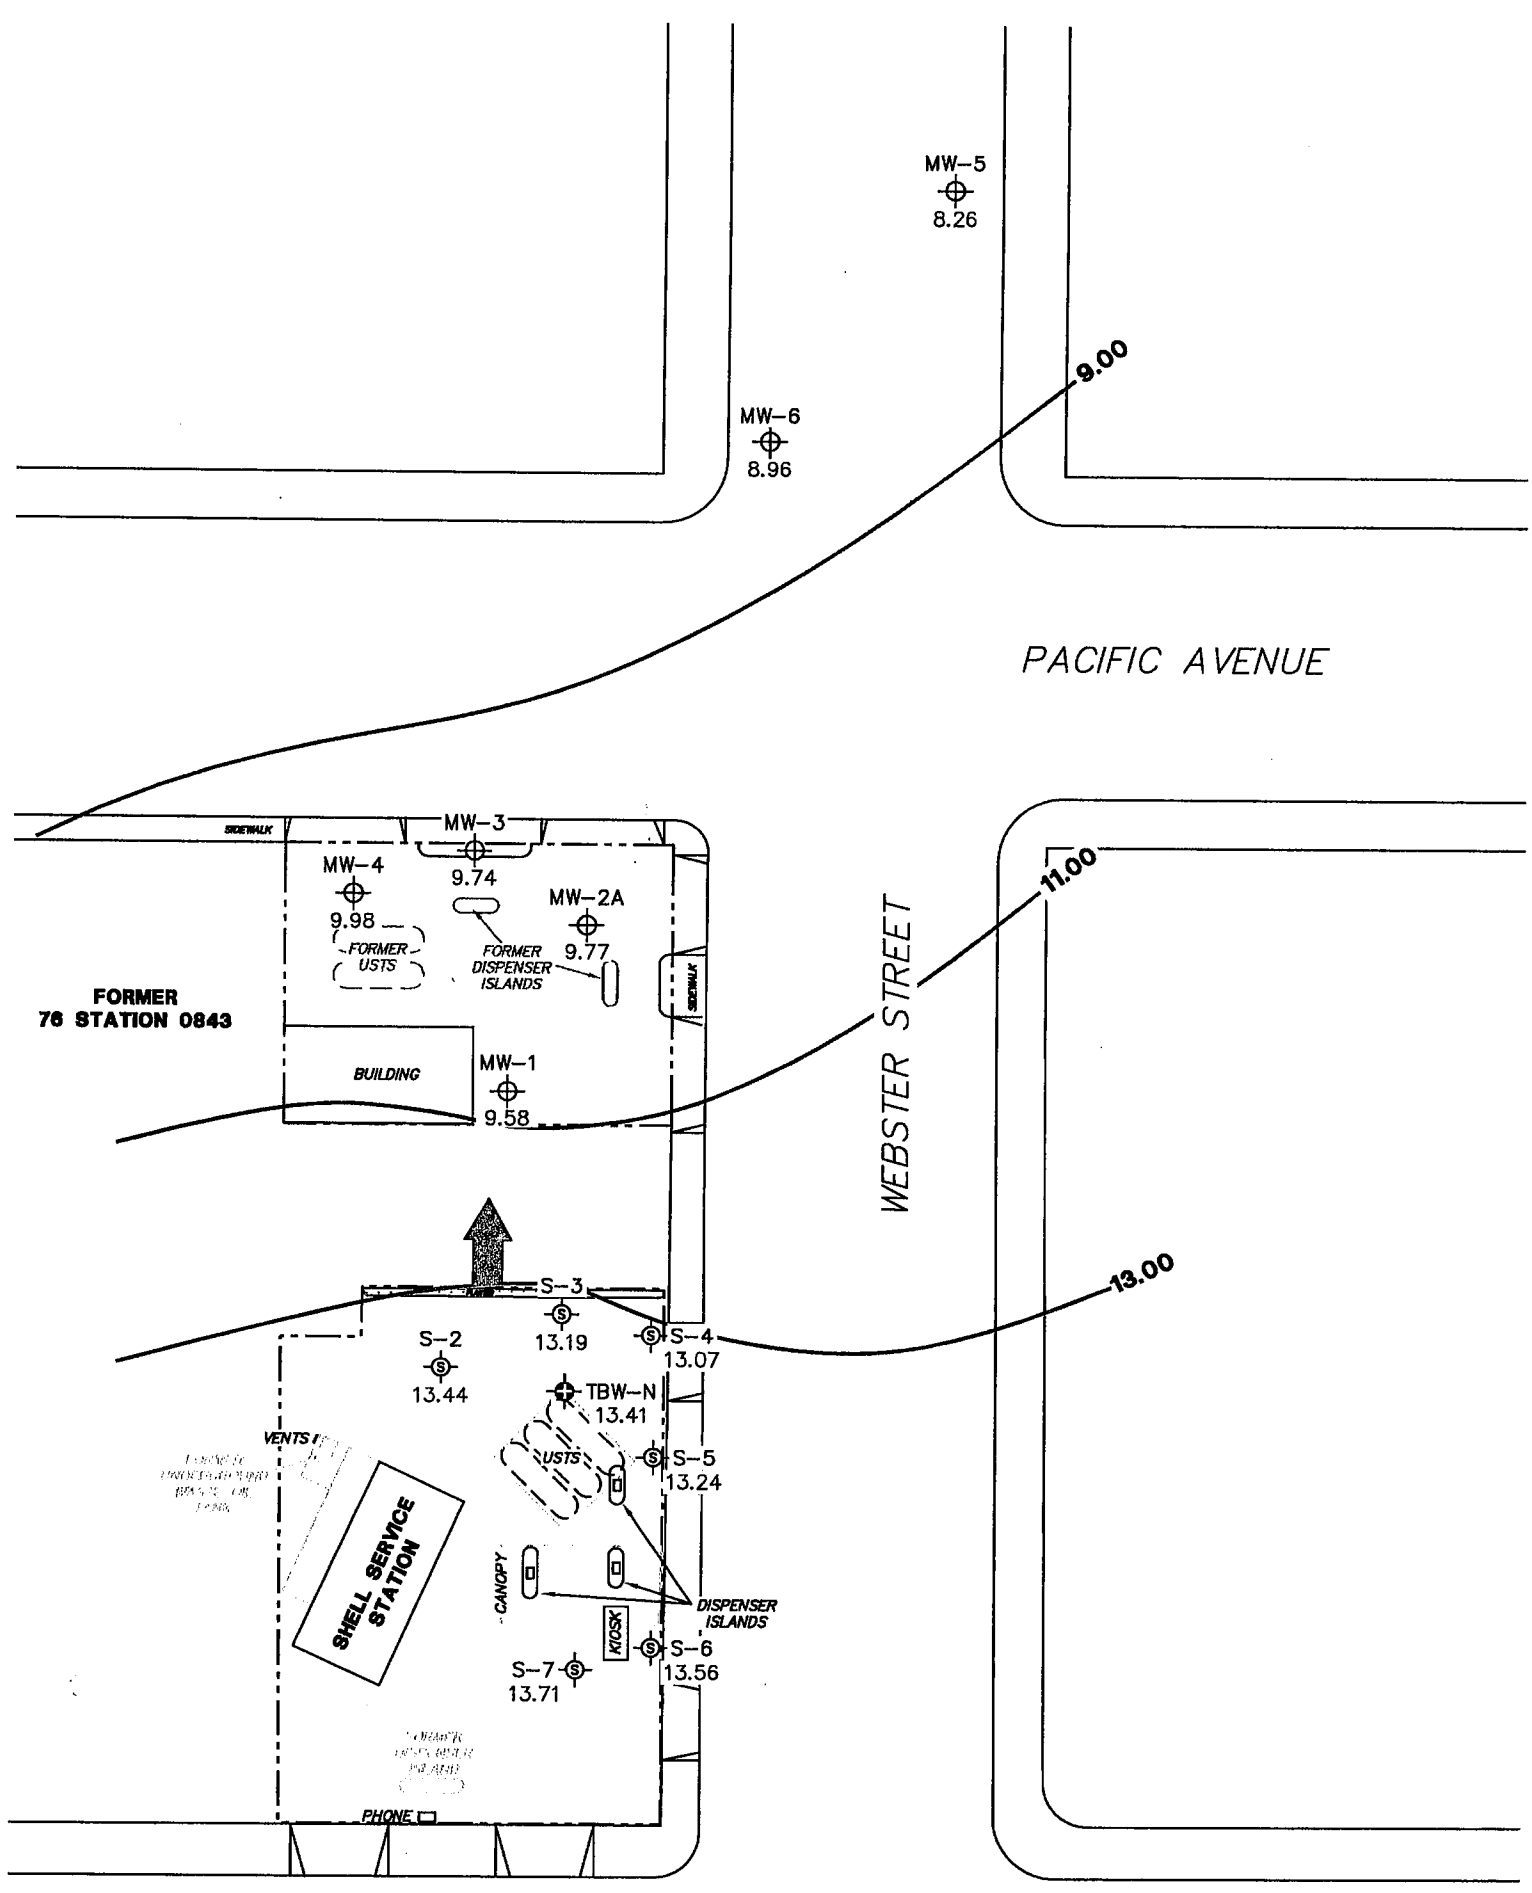 MW-5
8.26
9.00
MW-6
8.96
PACIFIC AVENUE
SIDEWALK
MW-3
9.74
MW-4
9.98
MW-2A
9.77
11.00
FORMER
USTS
FORMER
DISPENSER
ISLANDS
SIDEWALK
WEBSTER STREET
FORMER
76 STATION 0843
BUILDING
MW-1
9.58
13.00
S-3
13.19
S-4
13.07
S-2
13.44
TBW-N
13.41
VENTS
USTS
S-5
13.24
SHELL SERVICE
STATION
CANOPY
KIOSK
DISPENSER
ISLANDS
S-6
13.56
S-7
13.71
PHONE